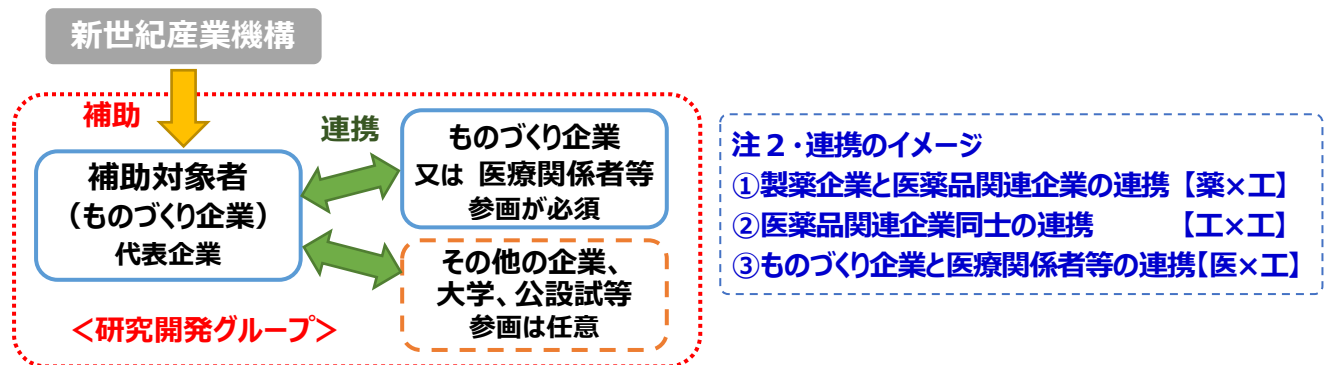 新世紀産業機構
補助
連携
補助対象者
（ものづくり企業）
代表企業
ものづくり企業
又は 医療関係者等
参画が必須
その他の企業、
大学、公設試等
参画は任意
＜研究開発グループ＞
注２・連携のイメージ
①製薬企業と医薬品関連企業の連携【薬×工】
②医薬品関連企業同士の連携　　　【工×工】
③ものづくり企業と医療関係者等の連携【医×工】